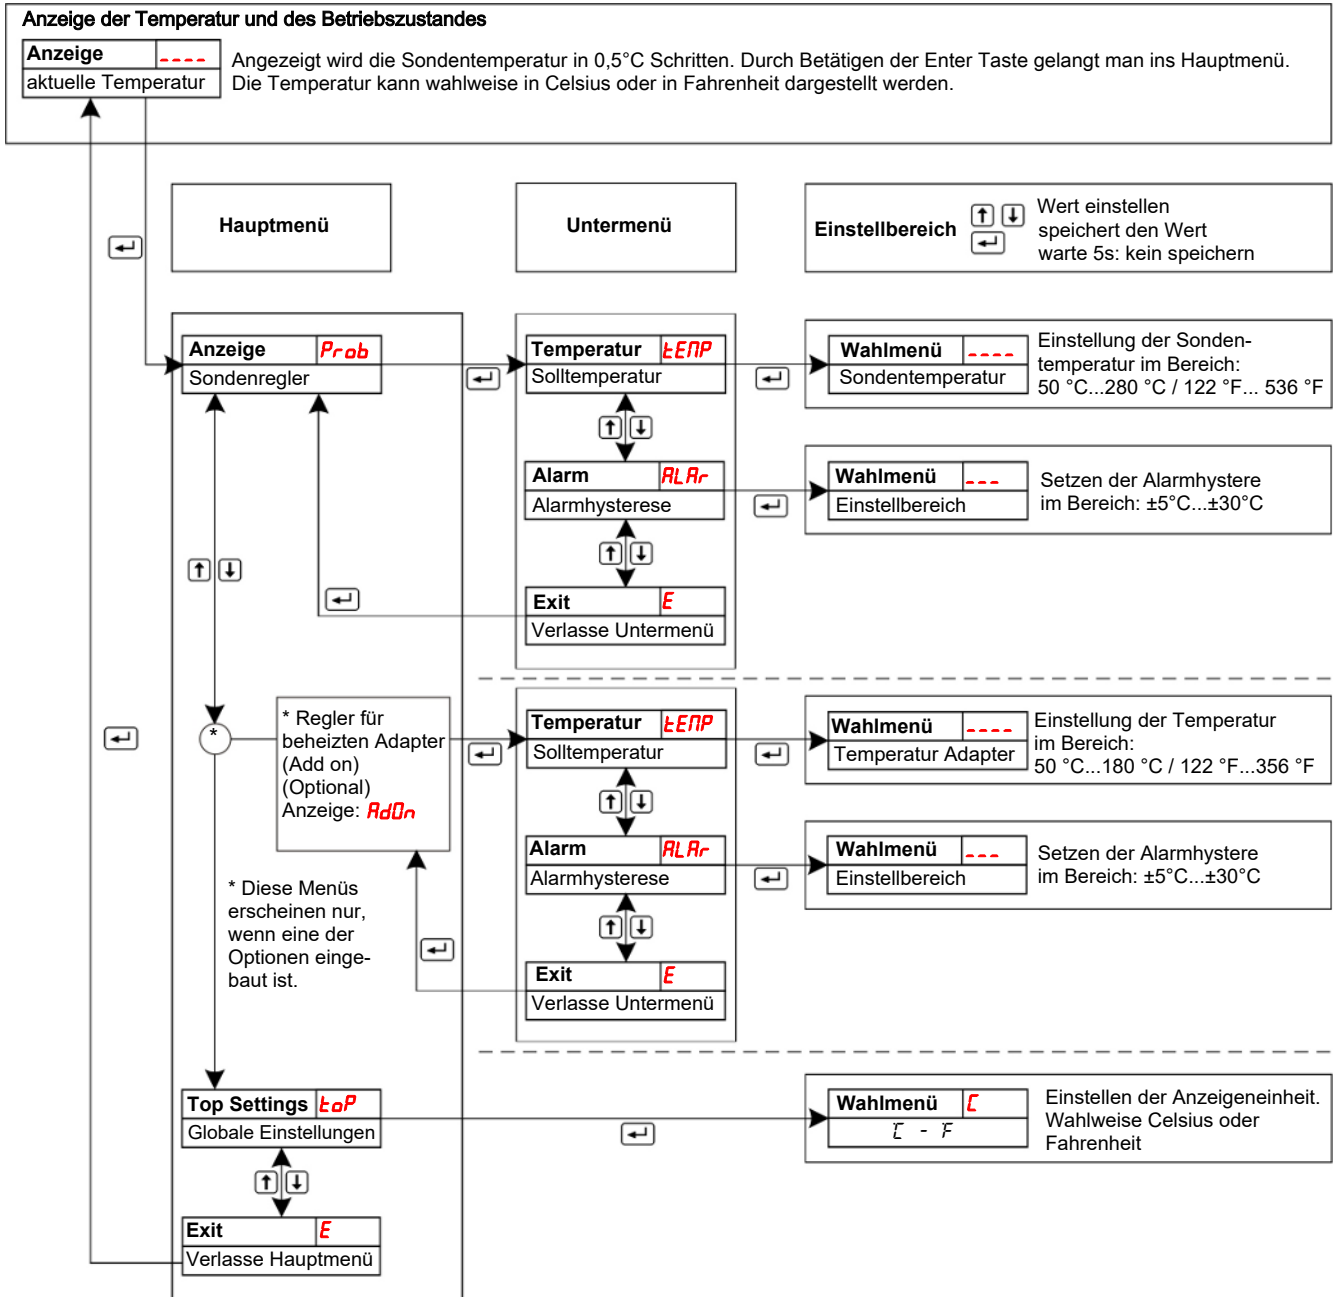 Anzeige der Temperatur und des Betriebszustandes
Anzeige ----
aktuelle Temperatur
Angezeigt wird die Sondentemperatur in 0,5°C Schritten. Durch Betätigen der Enter Taste gelangt man ins Hauptmenü.
Die Temperatur kann wahlweise in Celsius oder in Fahrenheit dargestellt werden.
Hauptmenü
Untermenü
Einstellbereich
Wert einstellen
speichert den Wert
warte 5s: kein speichern
Anzeige Prob
Sondenregler
Temperatur tEMP
Solltemperatur
Wahlmenü ----
Sondentemperatur
Einstellung der Sonden-
temperatur im Bereich:
50 °C...280 °C / 122 °F... 536 °F
Alarm ALAr
Alarmhysterese
Wahlmenü ---
Einstellbereich
Setzen der Alarmhystere
im Bereich: ±5°C...±30°C
Exit E
Verlasse Untermenü
*
* Regler für
beheizten Adapter
(Add on)
(Optional)
Anzeige: AdOn
Temperatur tEMP
Solltemperatur
Wahlmenü ----
Temperatur Adapter
Einstellung der Temperatur
im Bereich:
50 °C...180 °C / 122 °F...356 °F
Alarm ALAr
Alarmhysterese
Wahlmenü ---
Einstellbereich
Setzen der Alarmhystere
im Bereich: ±5°C...±30°C
* Diese Menüs
erscheinen nur,
wenn eine der
Optionen einge-
baut ist.
Exit E
Verlasse Untermenü
Top Settings toP
Globale Einstellungen
Wahlmenü C
C - F
Einstellen der Anzeigeneinheit.
Wahlweise Celsius oder
Fahrenheit
Exit E
Verlasse Hauptmenü